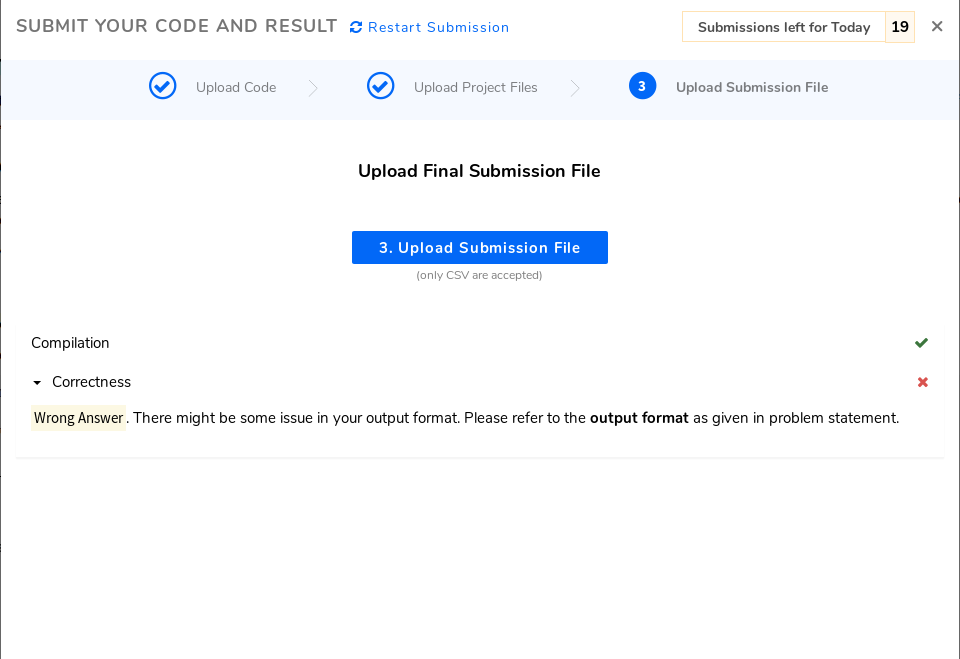 SUBMIT YOUR CODE AND RESULT Restart Submission Submissions left for Today 19
Upload Code Upload Project Files 3 Upload Submission File
Upload Final Submission File
3. Upload Submission File
(only CSV are accepted)
Compilation
Correctness
Wrong Answer. There might be some issue in your output format. Please refer to the output format as given in problem statement.